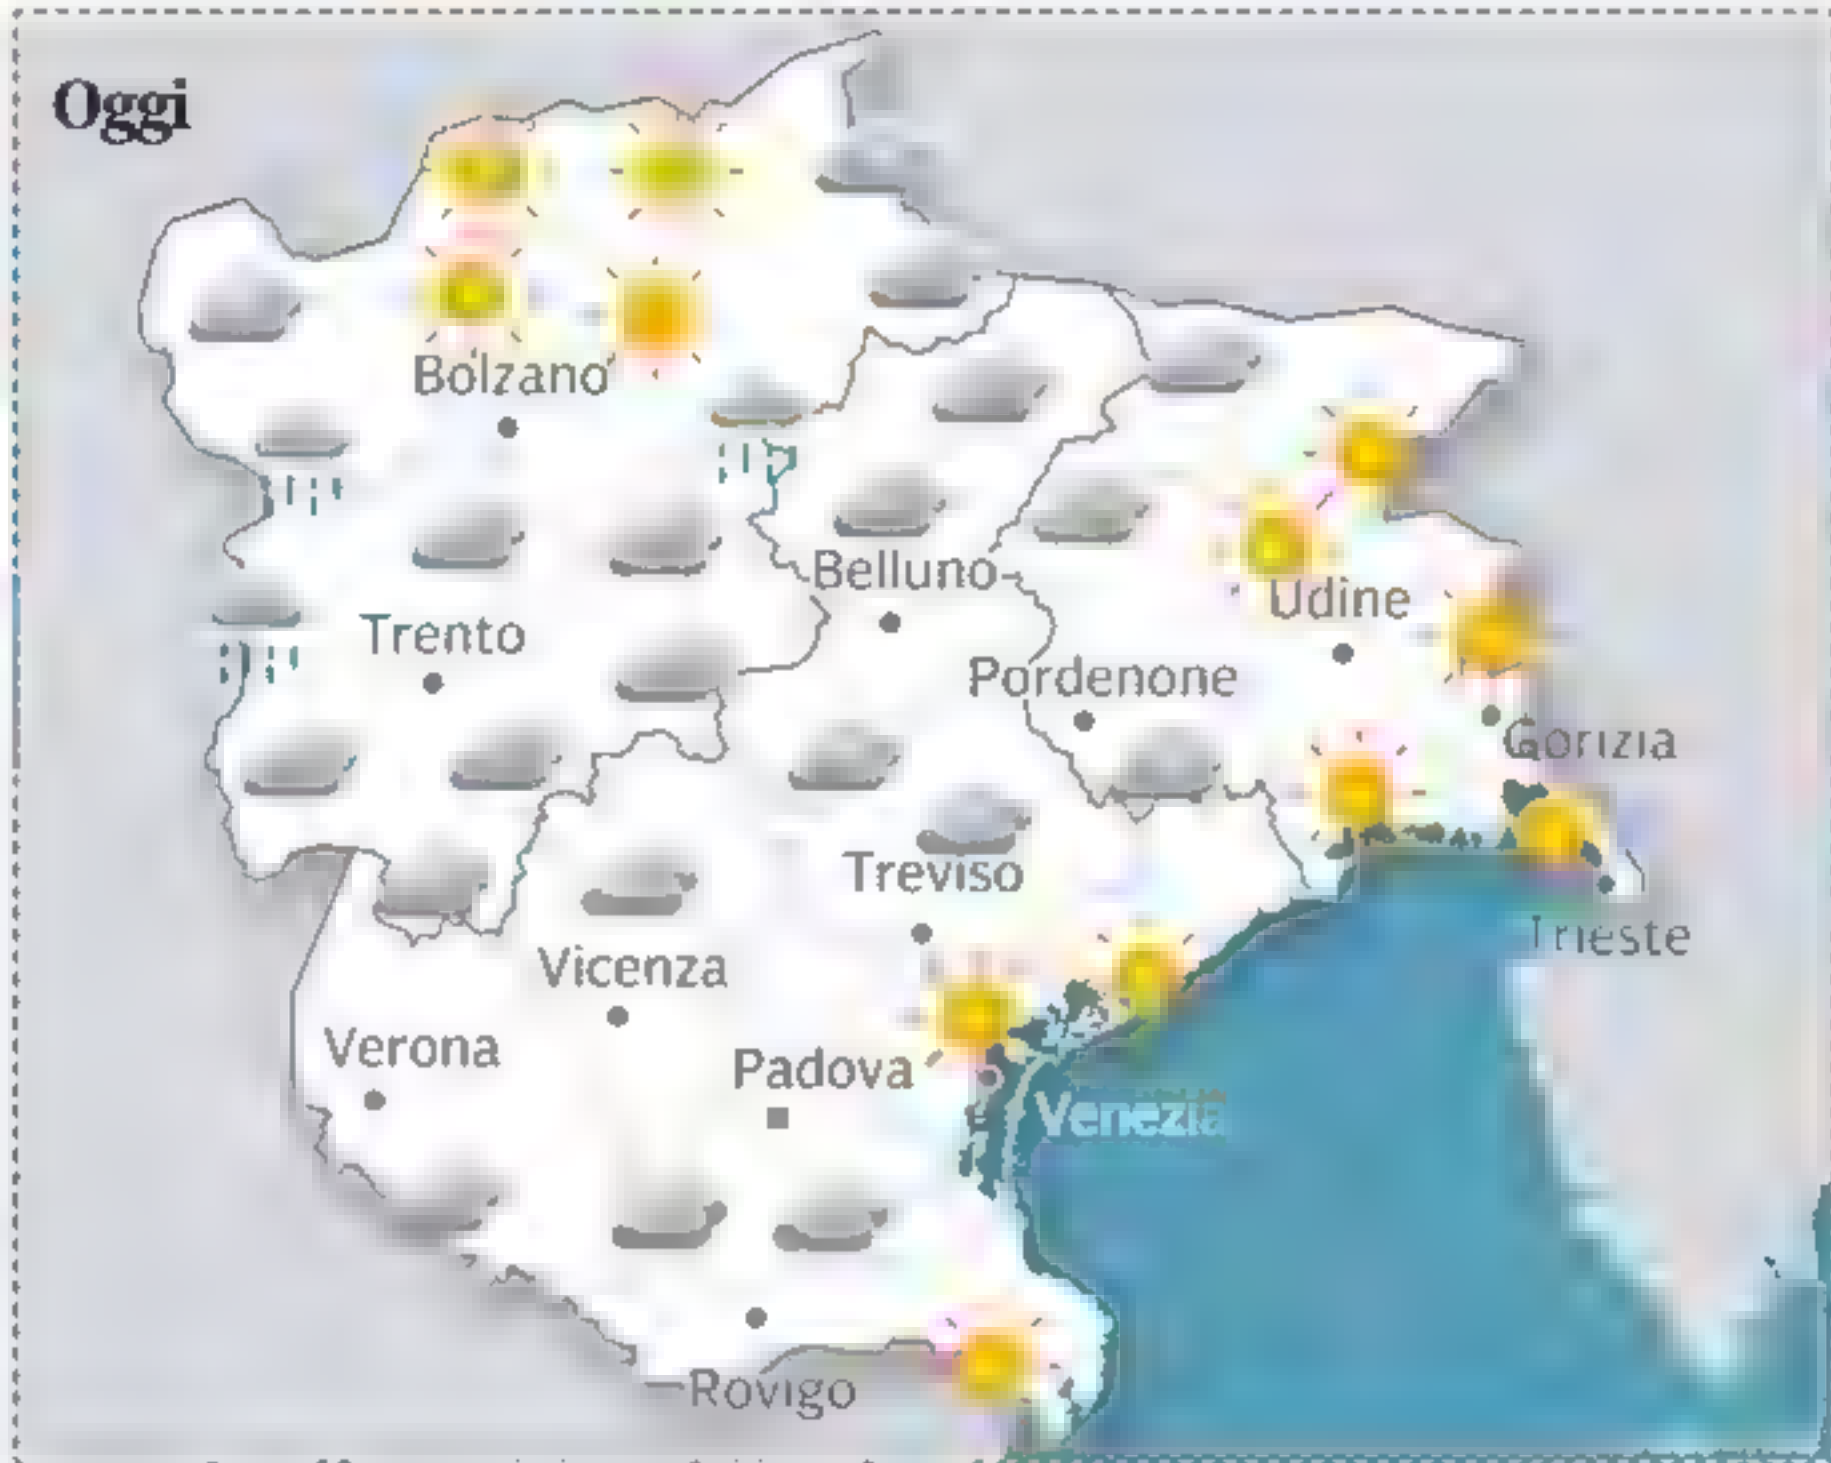 Oggi
Bolzano
Belluno
Udine
Trento
Pordenone
Gorizia
Treviso
Trieste
Vicenza
Verona
Padova
Venezia
Rovigo